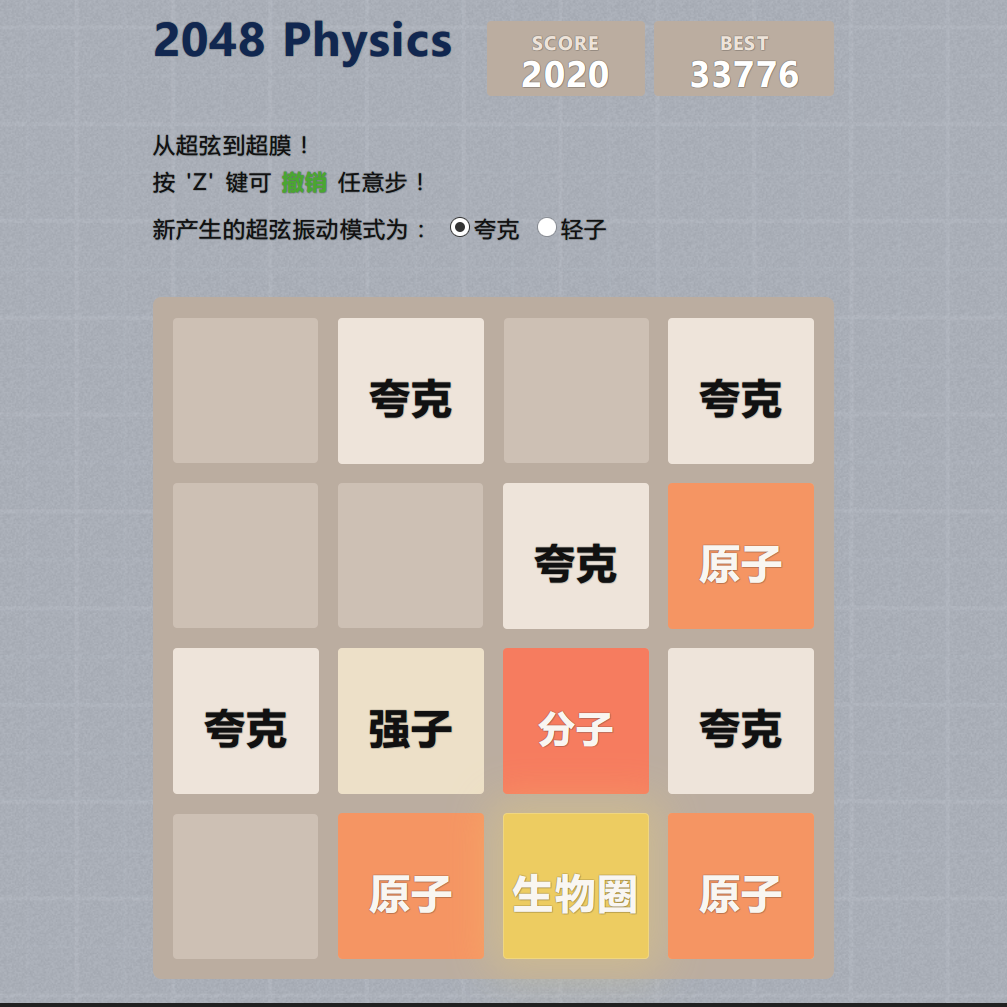 2048 Physics
SCORE
2020
BEST
33776
从超弦到超膜！
按 'Z' 键可 撤销 任意步！
新产生的超弦振动模式为： 夸克 轻子
夸克 夸克
夸克 原子
夸克 强子 分子 夸克
原子 生物圈 原子